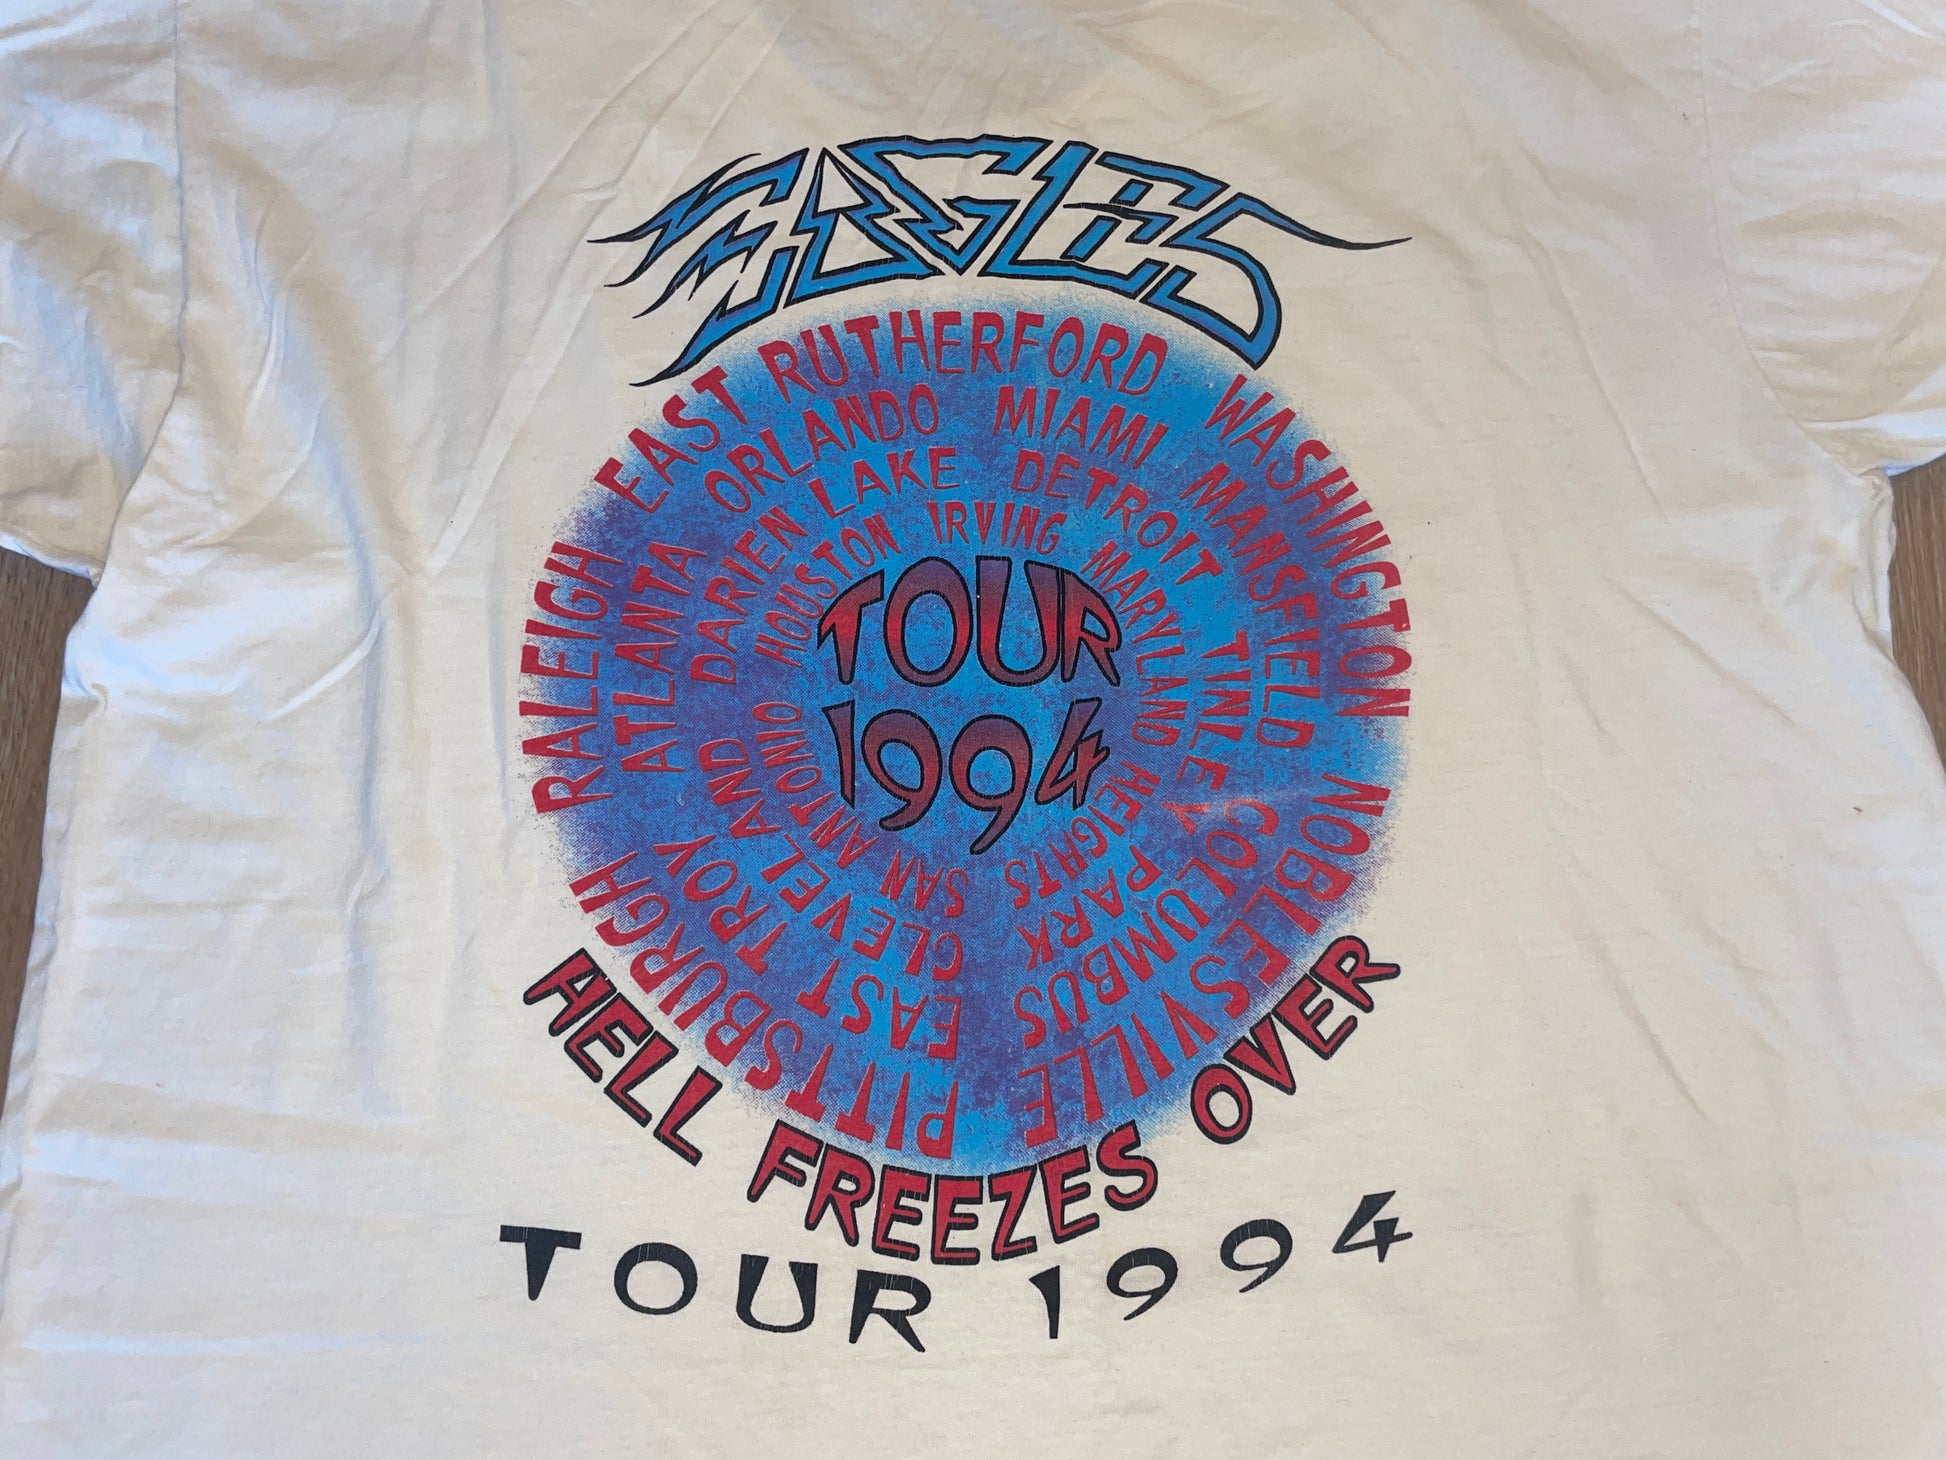 EAGLES
EAST RUTHERFORD WASHINGTON NOBLESVILLE PITTSBURGH RALEIGH
ORLANDO MIAMI MANSFIELD COLUMBUS EAST TROY ATLANTA
DARIEN LAKE DETROIT TINLEY PARK CLEVELAND
HOUSTON IRVING MARYLAND HEIGHTS SAN ANTONIO
TOUR
1994
HELL FREEZES OVER
TOUR 1994